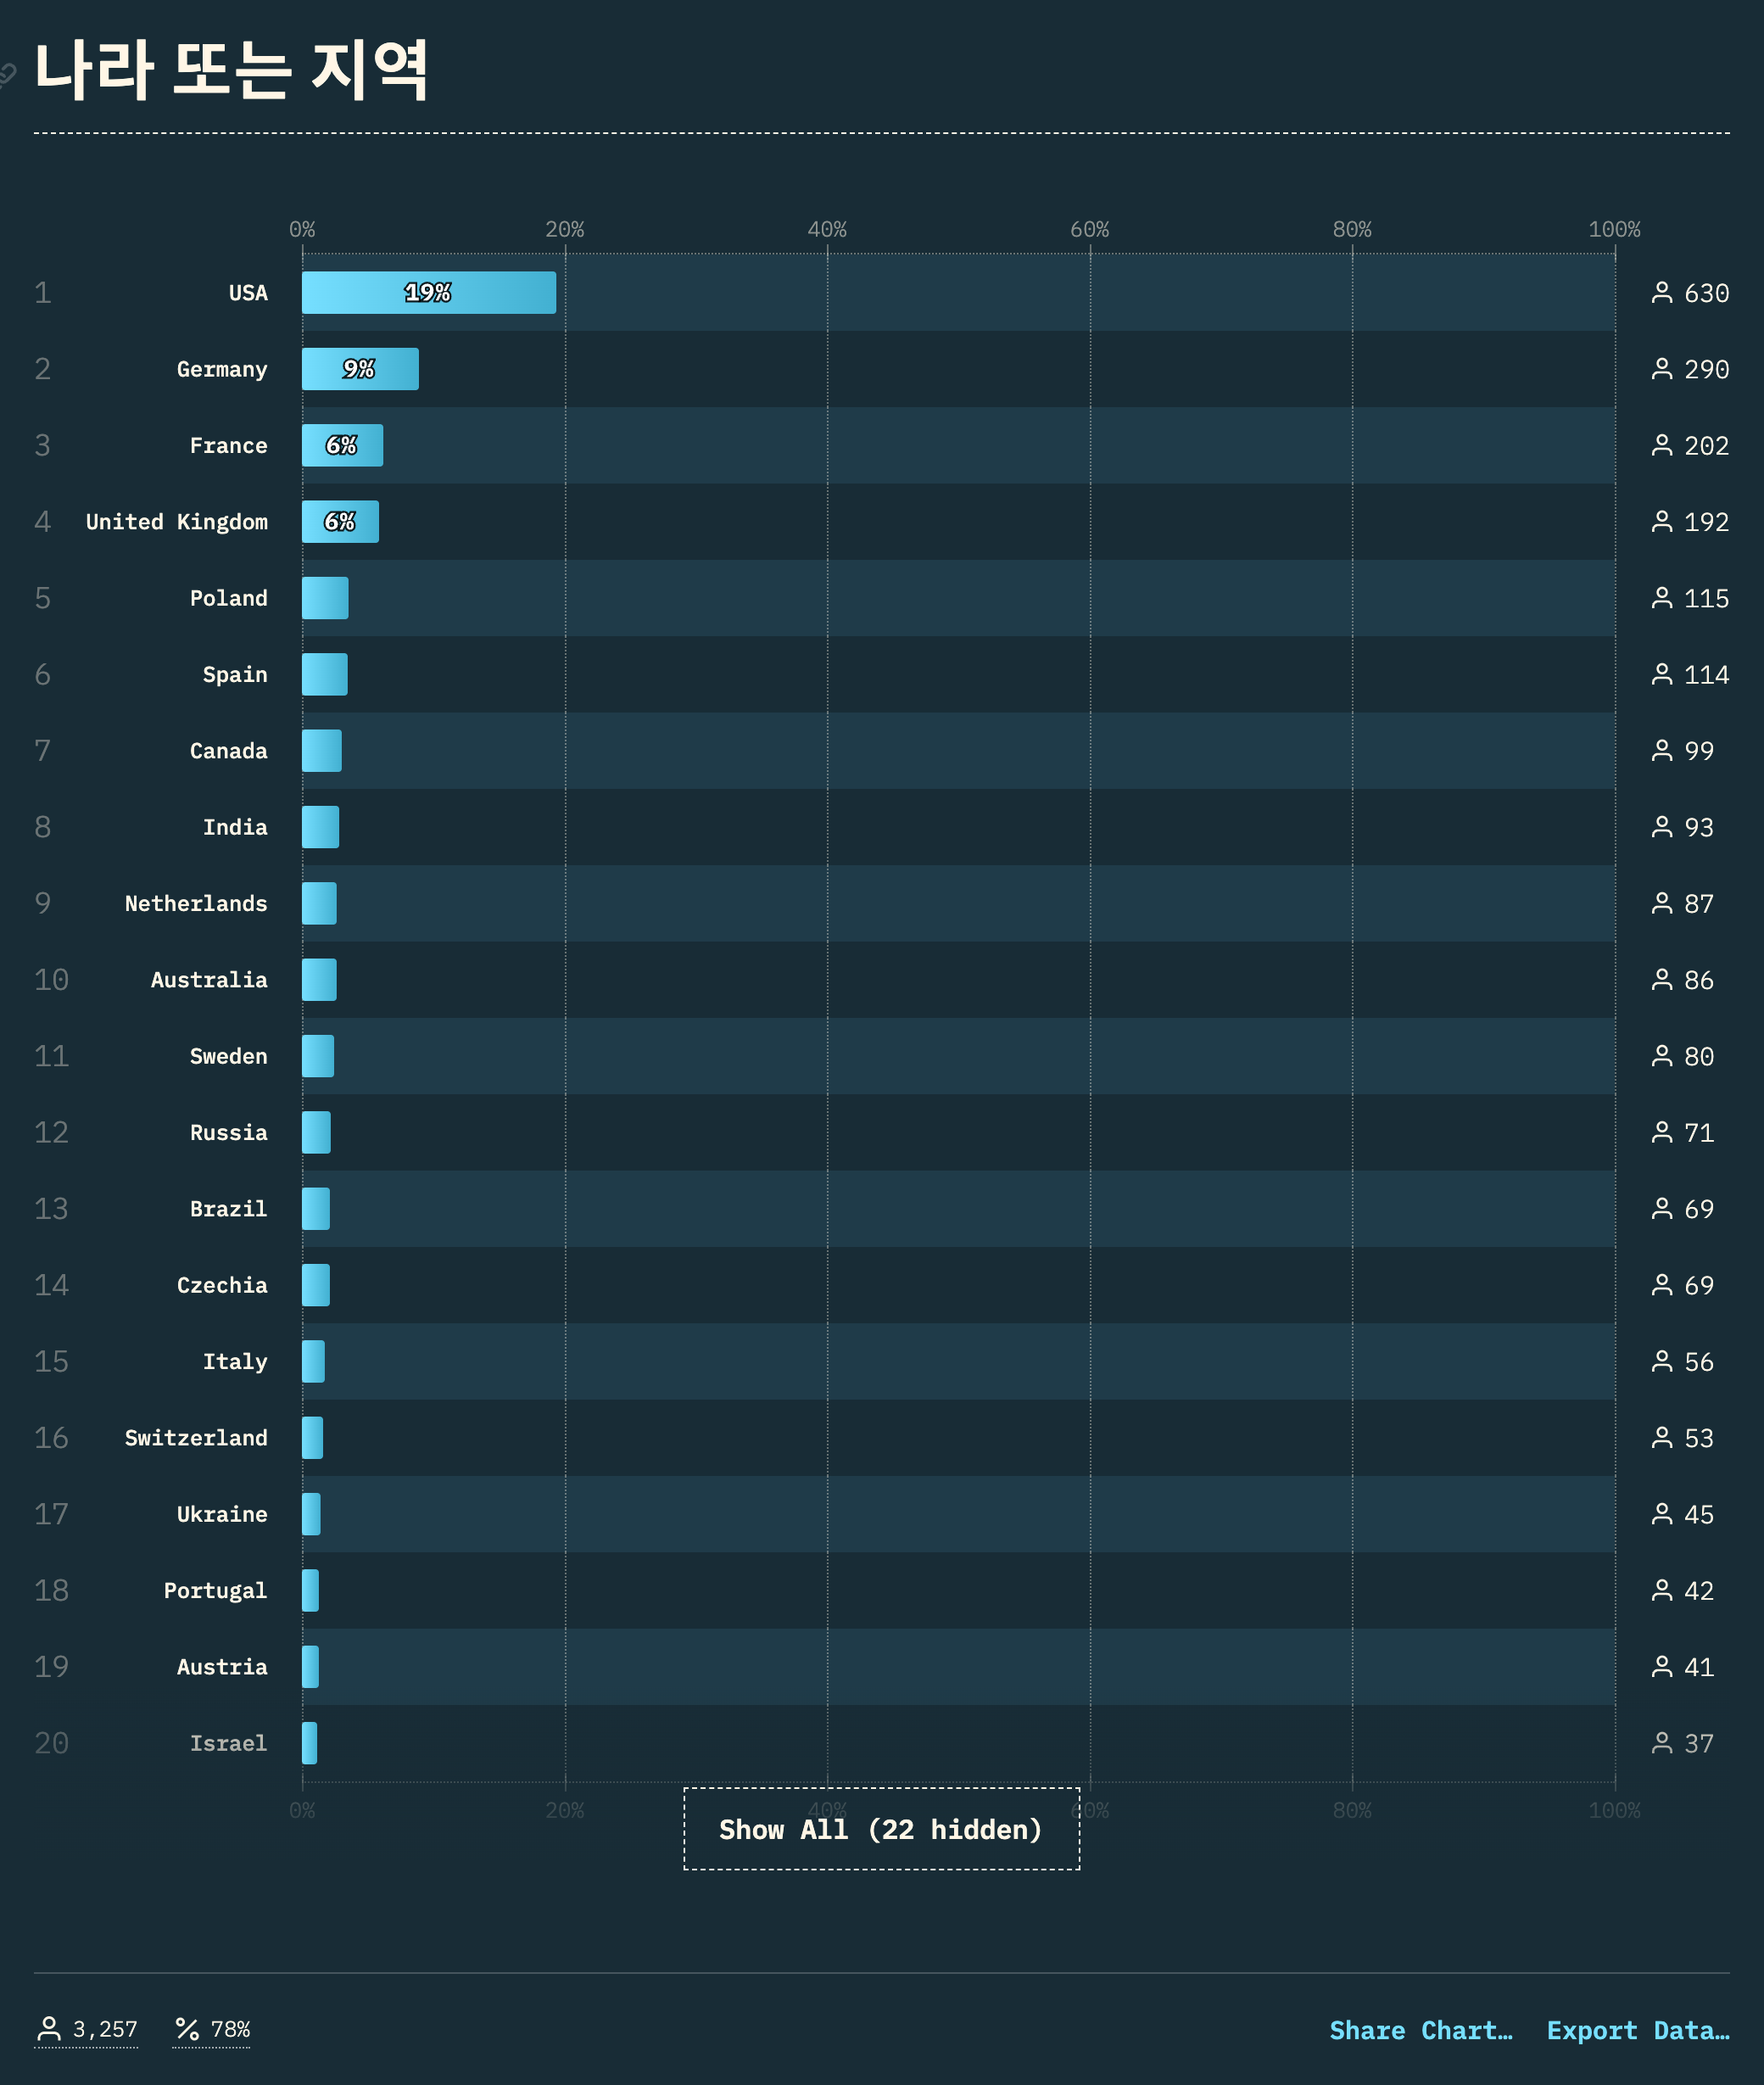 나라 또는 지역
0% 20% 40% 60% 80% 100%
1 USA 19% 630
2 Germany 9% 290
3 France 6% 202
4 United Kingdom 6% 192
5 Poland 115
6 Spain 114
7 Canada 99
8 India 93
9 Netherlands 87
10 Australia 86
11 Sweden 80
12 Russia 71
13 Brazil 69
14 Czechia 69
15 Italy 56
16 Switzerland 53
17 Ukraine 45
18 Portugal 42
19 Austria 41
20 Israel 37
0% 20% 40% 60% 80% 100%
Show All (22 hidden)
3,257 % 78% Share Chart… Export Data…